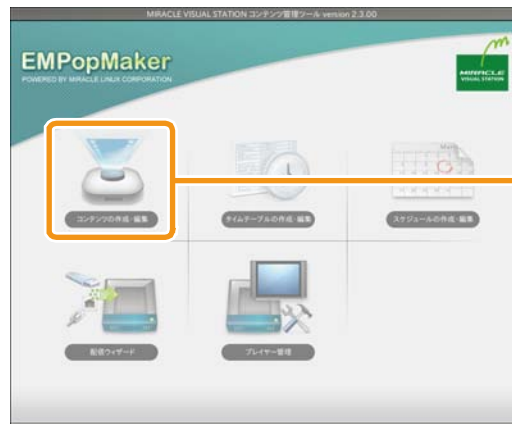 MIRACLE VISUAL STATION コンテンツ管理ツール version 2.3.00
EMPopMaker
POWERED BY MIRACLE LINUX CORPORATION
MIRACLE
VISUAL STATION
コンテンツの作成・編集
タイムテーブルの作成・編集
スケジュールの作成・編集
配信ウィザード
プレイヤー管理